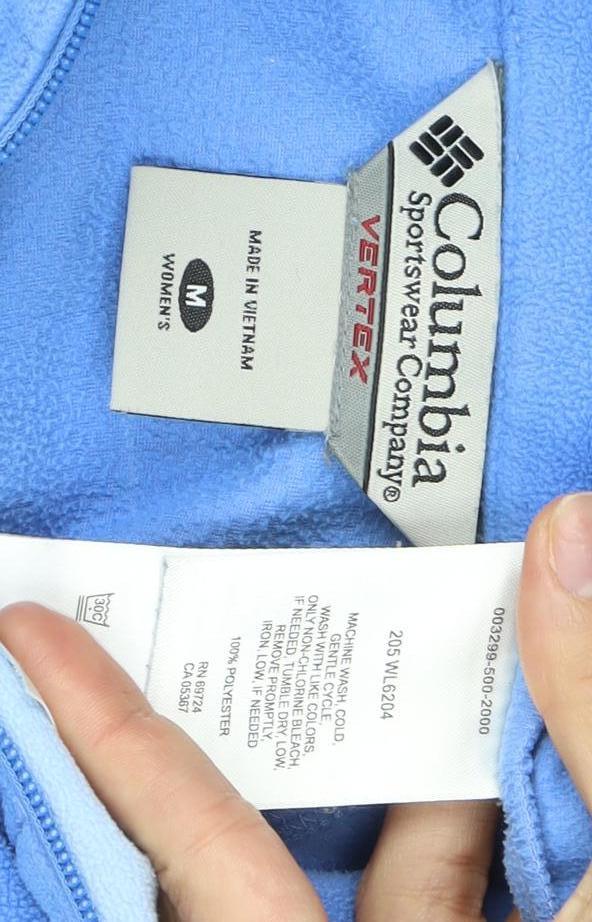 Columbia
Sportswear Company®
VERTEX
MADE IN VIETNAM
M
WOMEN'S
003299-500-2000
205 WL6204
MACHINE WASH, COLD,
GENTLE CYCLE,
WASH WITH LIKE COLORS,
ONLY NON-CHLORINE BLEACH,
IF NEEDED, TUMBLE DRY, LOW,
REMOVE PROMPTLY,
IRON, LOW, IF NEEDED
100% POLYESTER
RN 69724
CA 05367
30C